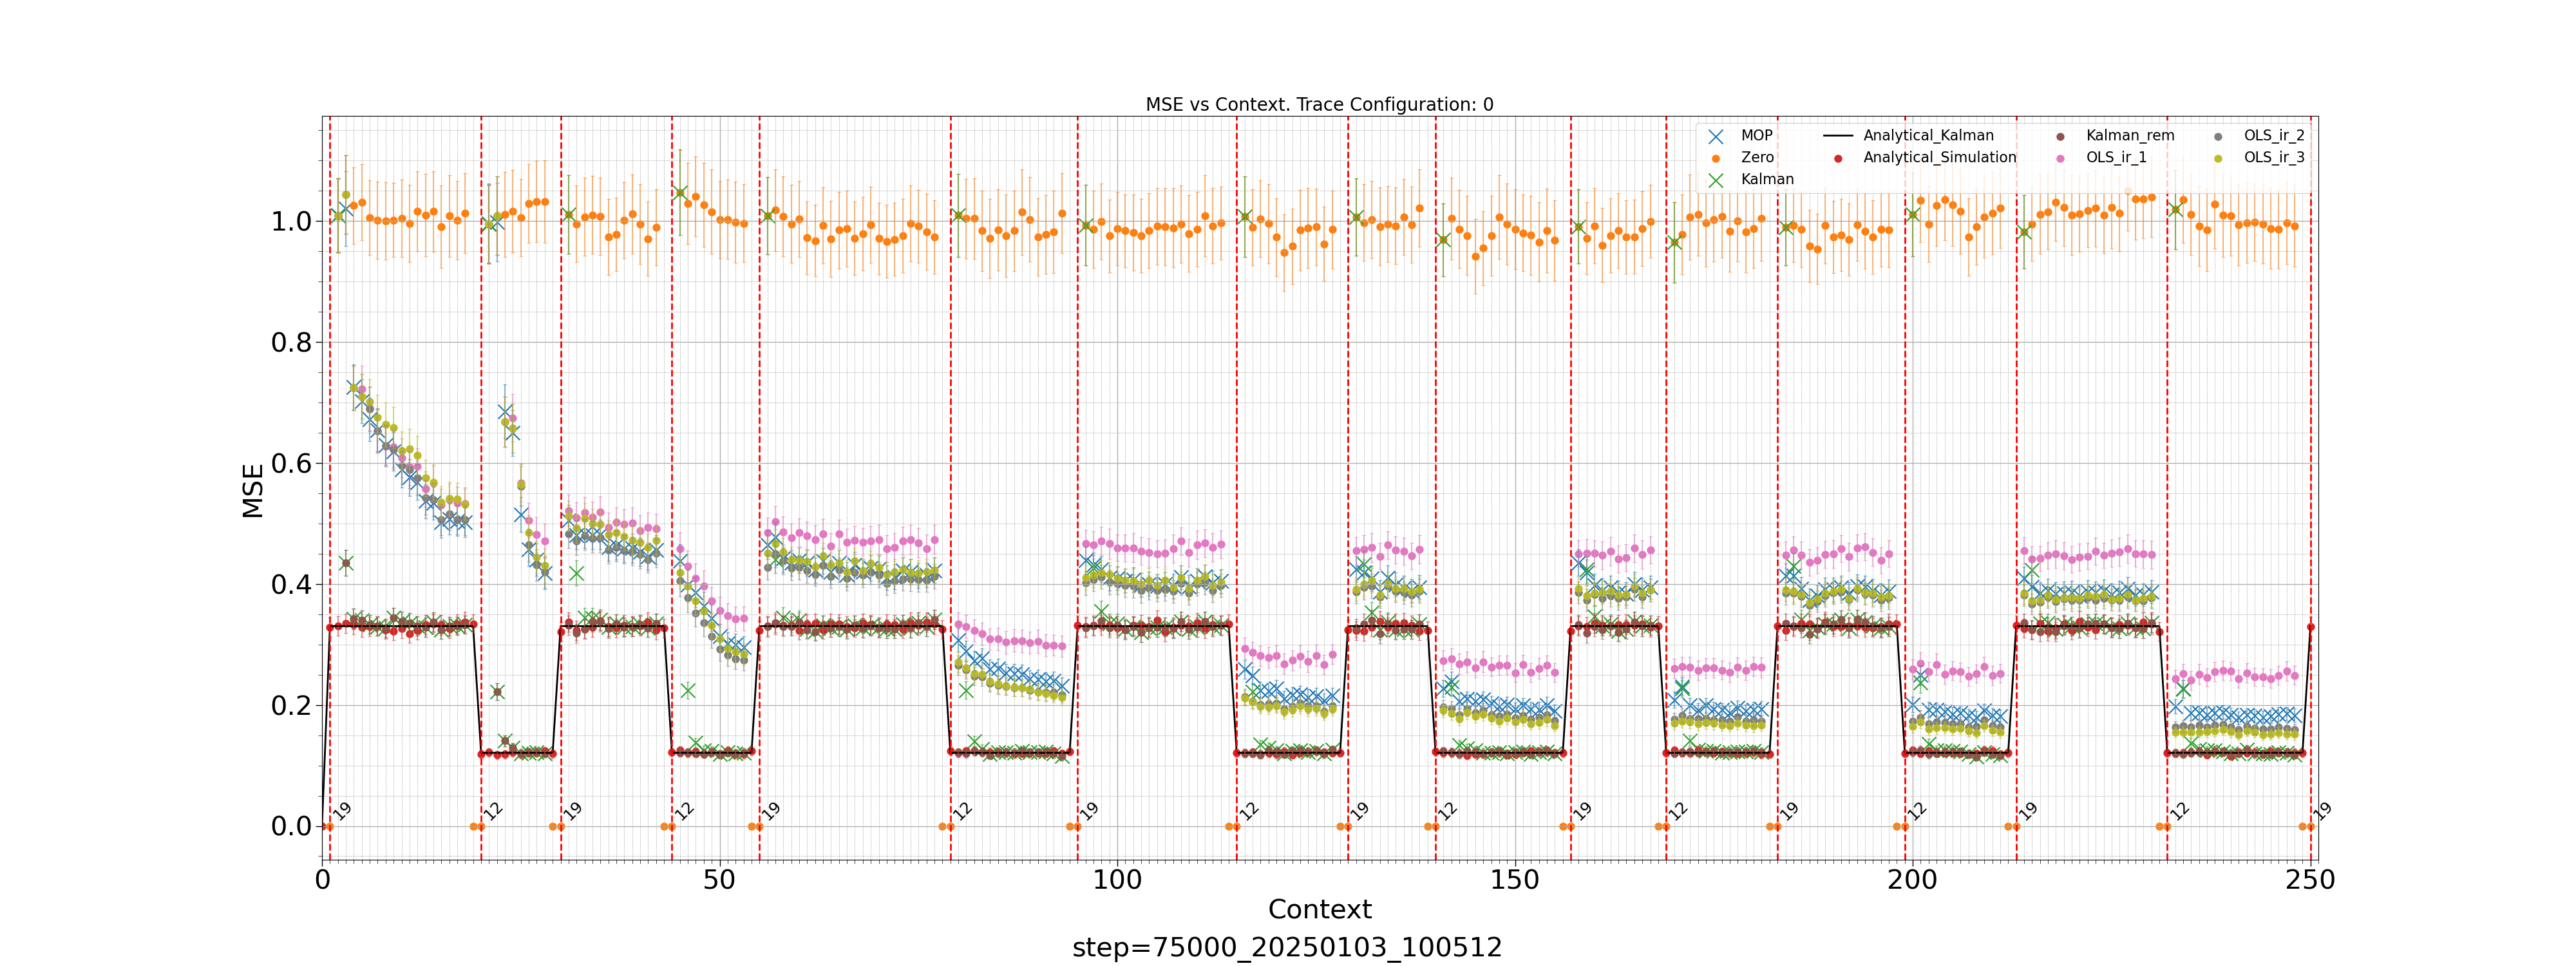 MSE vs Context. Trace Configuration: 0
MOP
Zero
Kalman
Analytical_Kalman
Analytical_Simulation
Kalman_rem
OLS_ir_1
OLS_ir_2
OLS_ir_3
MSE
1.0
0.8
0.6
0.4
0.2
0.0
19 12 19 12 19 12 19 12 19 12 19 12 19 12 19 12 19
0 50 100 150 200 250
Context
step=75000_20250103_100512